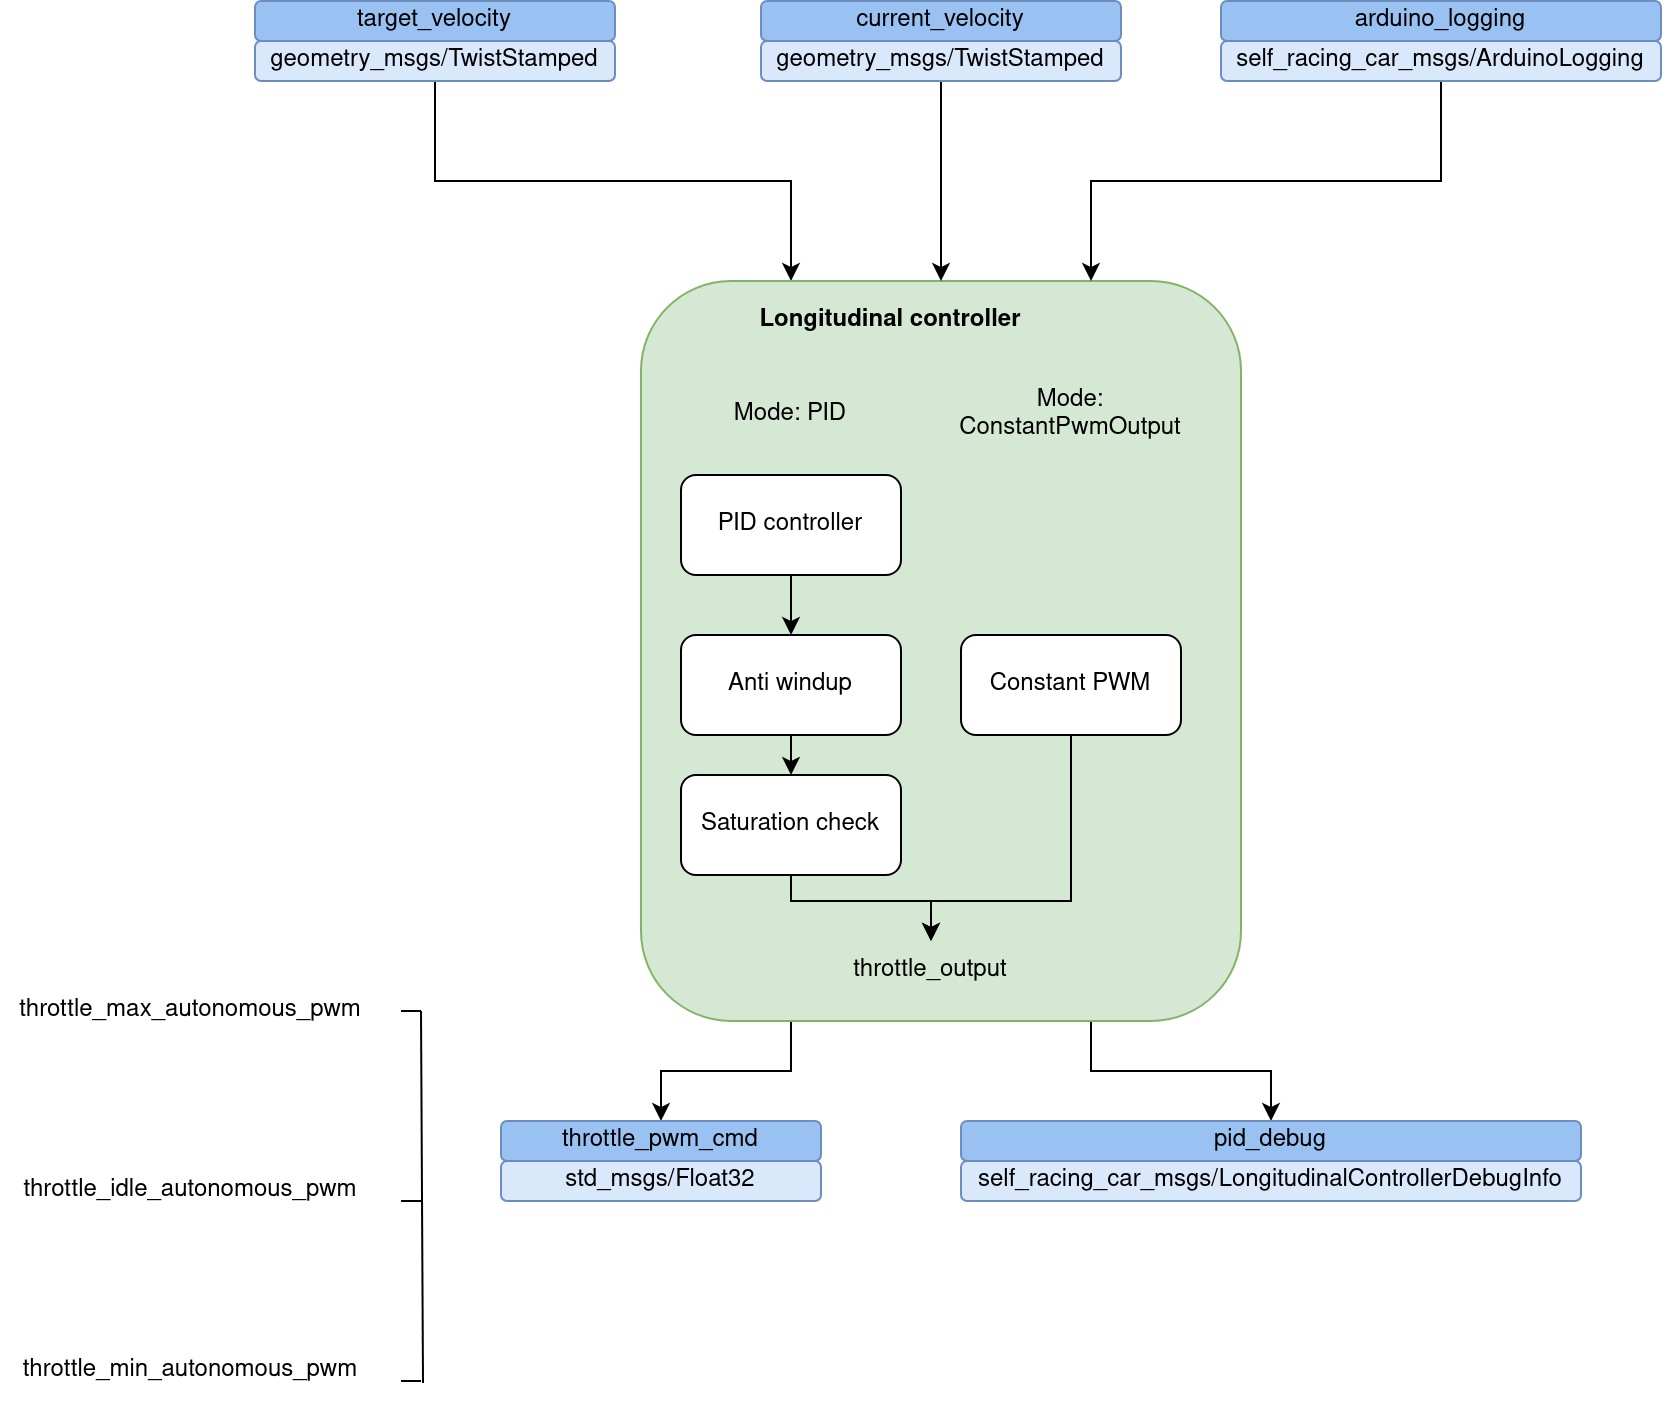 target_velocity
geometry_msgs/TwistStamped
current_velocity
geometry_msgs/TwistStamped
arduino_logging
self_racing_car_msgs/ArduinoLogging
Longitudinal controller
Mode: PID
Mode:
ConstantPwmOutput
PID controller
Anti windup
Constant PWM
Saturation check
throttle_output
throttle_max_autonomous_pwm
throttle_idle_autonomous_pwm
throttle_min_autonomous_pwm
throttle_pwm_cmd
std_msgs/Float32
pid_debug
self_racing_car_msgs/LongitudinalControllerDebugInfo